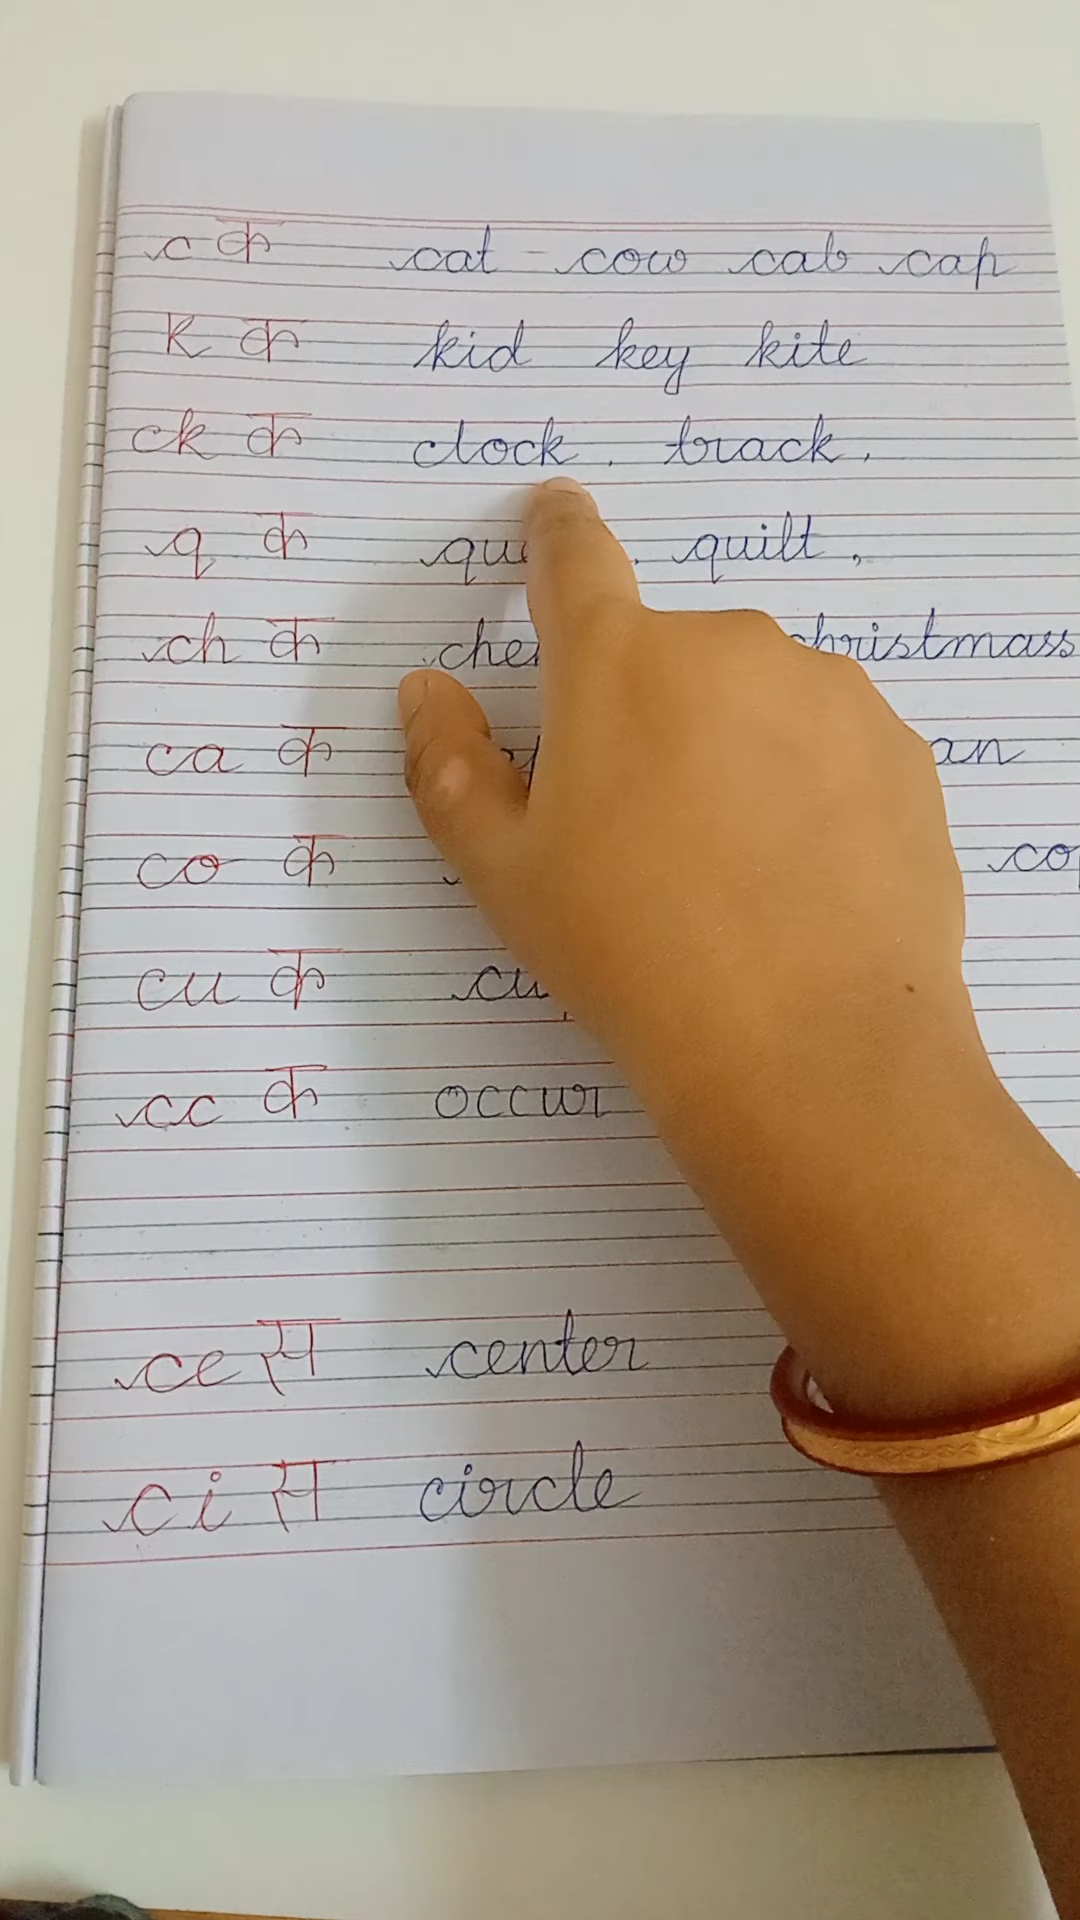 c क cat - cow cab cap
k क kid key kite
ck क clock . track ,
q क quilt ,
ch क christmass
ca क
co क
cu क
cc क occur
ce स center
ci स circle